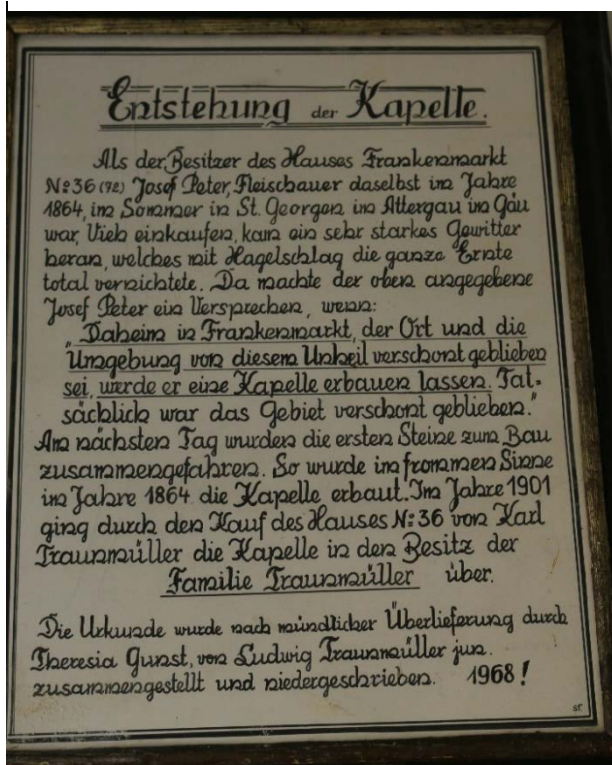 Entstehung der Kapelle.
Als der Besitzer des Hauses Frankenmarkt
No 36 (72) Josef Peter, Fleischauer daselbst im Jahre
1864, im Sommer in St. Georgen im Attergau im Gäu
war, Vieh einkaufen, kam ein sehr starkes Gewitter
heran, welches mit Hagelschlag die ganze Ernte
total vernichtete. Da machte der oben angegebene
Josef Peter ein Versprechen, wenn:
„Daheim in Frankenmarkt, der Ort und die
Umgebung von diesem Unheil verschont geblieben
sei, werde er eine Kapelle erbauen lassen. Tat=
sächlich war das Gebiet verschont geblieben."
Am nächsten Tag wurden die ersten Steine zum Bau
zusammengefahren. So wurde im frommen Sinne
im Jahre 1864 die Kapelle erbaut. Im Jahre 1901
ging durch den Kauf des Hauses No 36 von Karl
Traunmüller die Kapelle in den Besitz der
Familie Traunmüller über.
Die Urkunde wurde nach mündlicher Überlieferung durch
Theresia Gunst, von Ludwig Traunmüller jun.
zusammengestellt und niedergeschrieben. 1968!